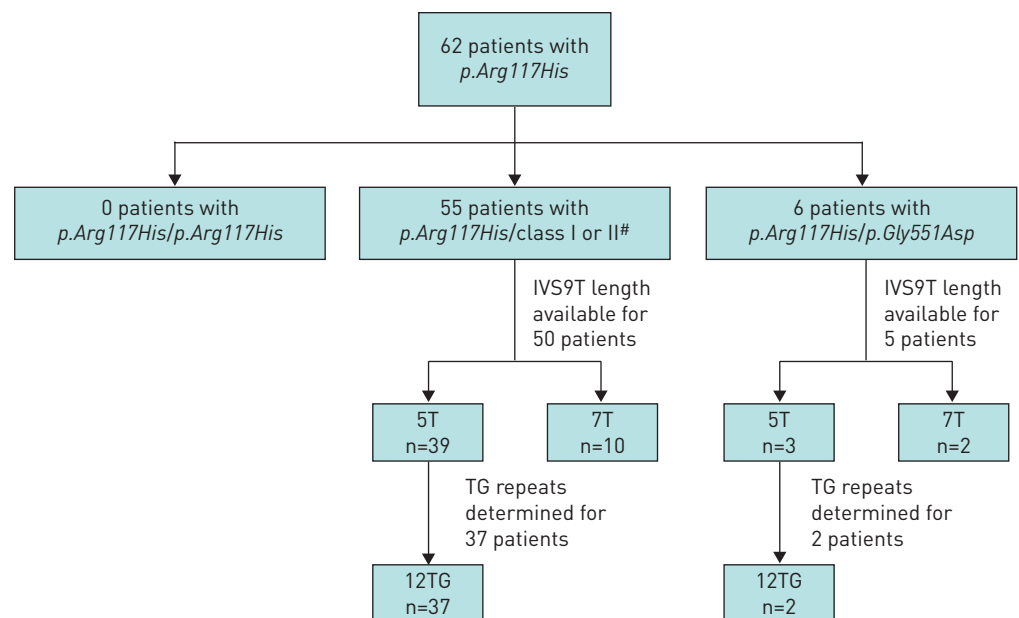 62 patients with
p.Arg117His
0 patients with
p.Arg117His/p.Arg117His
55 patients with
p.Arg117His/class I or II#
6 patients with
p.Arg117His/p.Gly551Asp
IVS9T length
available for
50 patients
IVS9T length
available for
5 patients
5T
n=39
7T
n=10
5T
n=3
7T
n=2
TG repeats
determined for
37 patients
TG repeats
determined for
2 patients
12TG
n=37
12TG
n=2